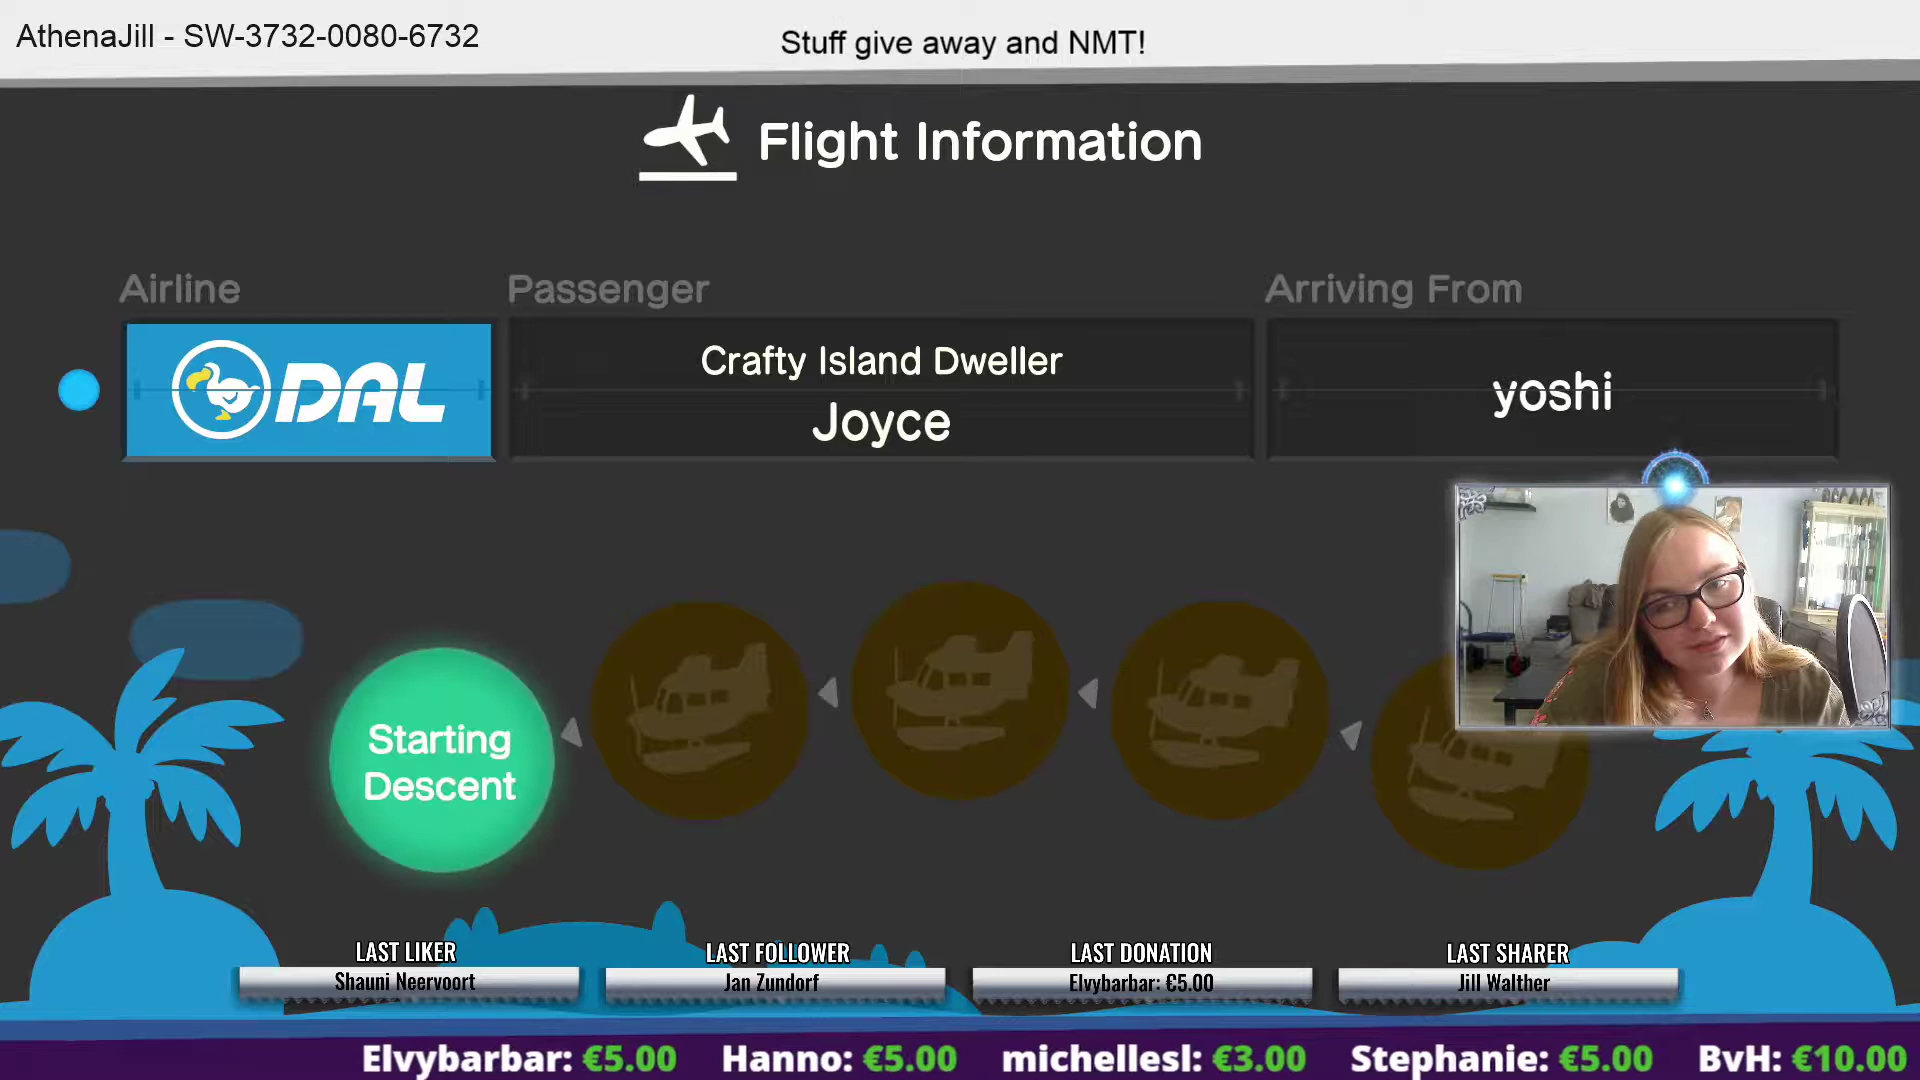 AthenaJill - SW-3732-0080-6732
Stuff give away and NMT!
Flight Information
Airline
Passenger
Arriving From
DAL
Crafty Island Dweller
Joyce
yoshi
Starting
Descent
LAST LIKER
Shauni Neervoort
LAST FOLLOWER
Jan Zundorf
LAST DONATION
Elvybarbar: €5.00
LAST SHARER
Jill Walther
Elvybarbar: €5.00 Hanno: €5.00 michellesl: €3.00 Stephanie: €5.00 BvH: €10.00